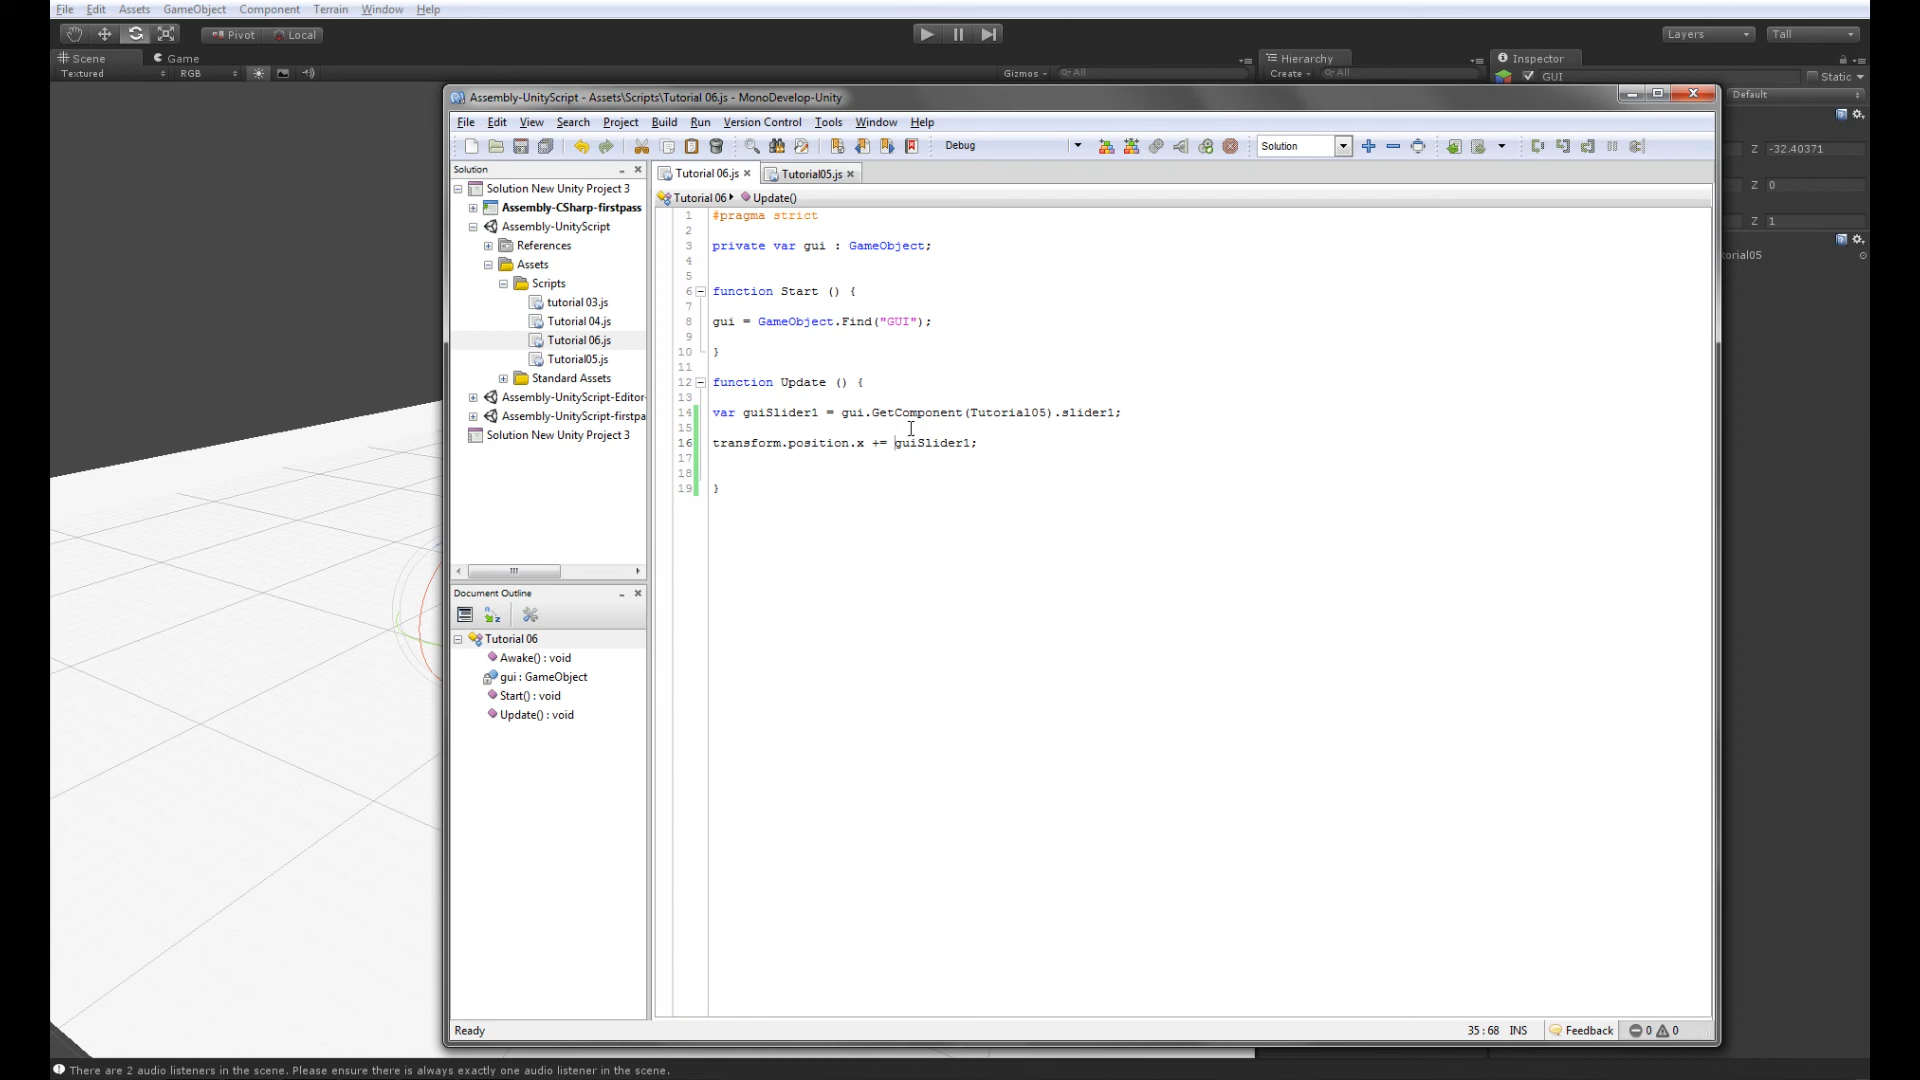 File Edit Assets GameObject Component Terrain Window Help
Pivot Local Layers Tall
Scene Game Hierarchy Inspector
Textured RGB Gizmos All Create All GUI Static
Default
Z -32.40371
Z 0
Z 1
torial05
Assembly-UnityScript - Assets\Scripts\Tutorial 06.js - MonoDevelop-Unity
File Edit View Search Project Build Run Version Control Tools Window Help
Debug Solution
Solution
Solution New Unity Project 3
Assembly-CSharp-firstpass
Assembly-UnityScript
References
Assets
Scripts
tutorial 03.js
Tutorial 04.js
Tutorial 06.js
Tutorial05.js
Standard Assets
Assembly-UnityScript-Editor-
Assembly-UnityScript-firstpa
Solution New Unity Project 3
Document Outline
Tutorial 06
Awake() : void
gui : GameObject
Start() : void
Update() : void
Tutorial 06.js Tutorial05.js
Tutorial 06 Update()
1 #pragma strict
2
3 private var gui : GameObject;
4
5
6 function Start () {
7
8 gui = GameObject.Find("GUI");
9
10 }
11
12 function Update () {
13
14 var guiSlider1 = gui.GetComponent(Tutorial05).slider1;
15
16 transform.position.x += guiSlider1;
17
18
19 }
Ready 35 : 68 INS Feedback 0 0
There are 2 audio listeners in the scene. Please ensure there is always exactly one audio listener in the scene.